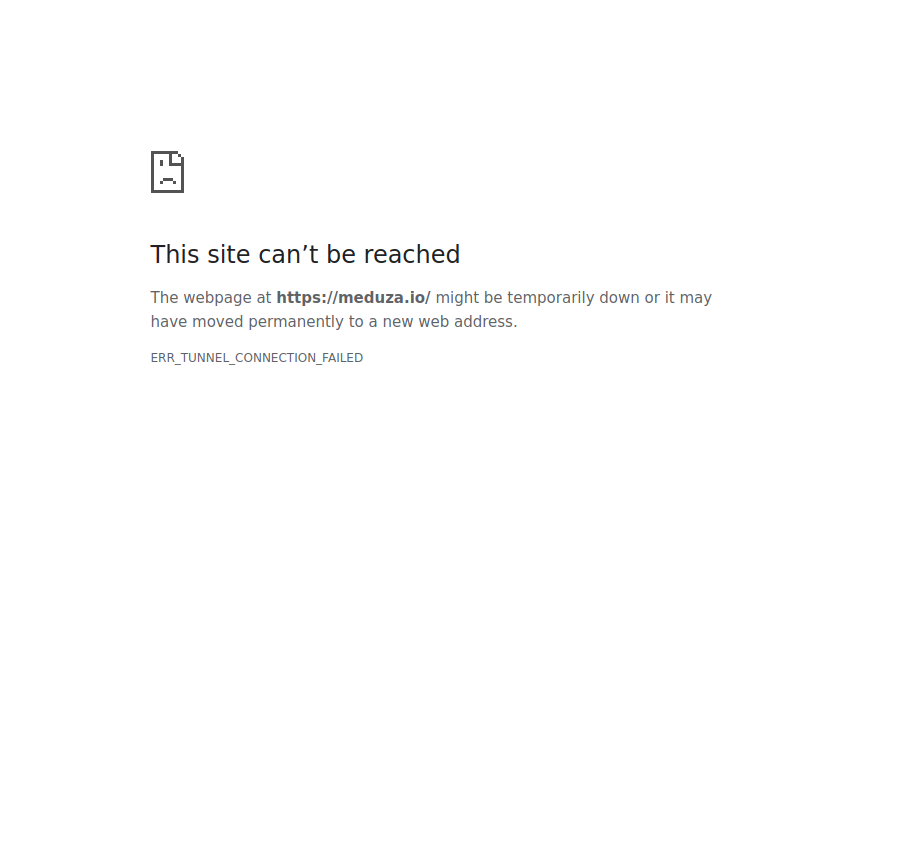 This site can’t be reached
The webpage at https://meduza.io/ might be temporarily down or it may
have moved permanently to a new web address.
ERR_TUNNEL_CONNECTION_FAILED